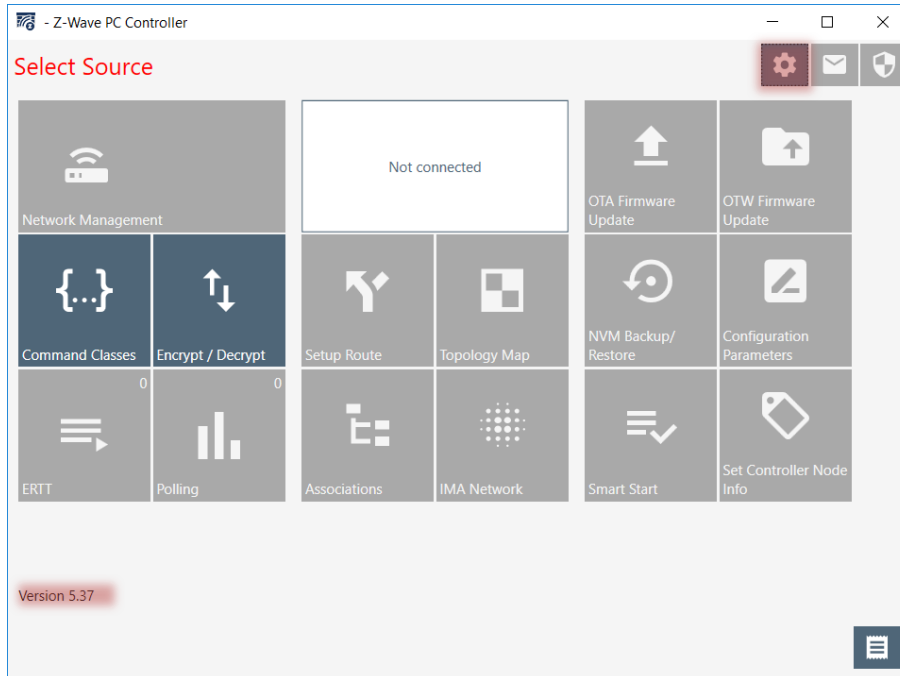 - Z-Wave PC Controller
Select Source
Network Management
Not connected
OTA Firmware
Update
OTW Firmware
Update
{...}
Command Classes
Encrypt / Decrypt
Setup Route
Topology Map
NVM Backup/
Restore
Configuration
Parameters
0
ERTT
0
Polling
Associations
IMA Network
Smart Start
Set Controller Node
Info
Version 5.37